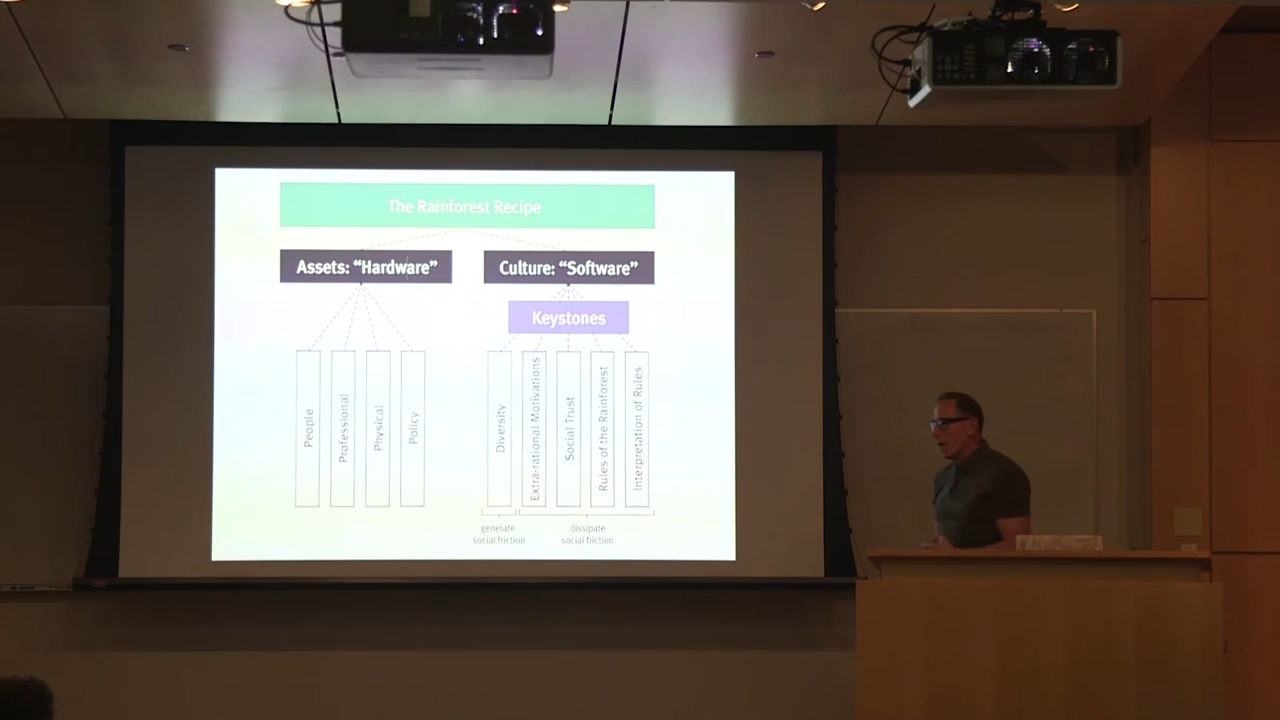 The Rainforest Recipe
Assets: “Hardware”
Culture: “Software”
Keystones
People
Professional
Physical
Policy
Diversity
Extra-rational Motivations
Social Trust
Rules of the Rainforest
Interpretation of Rules
generate
social friction
dissipate
social friction